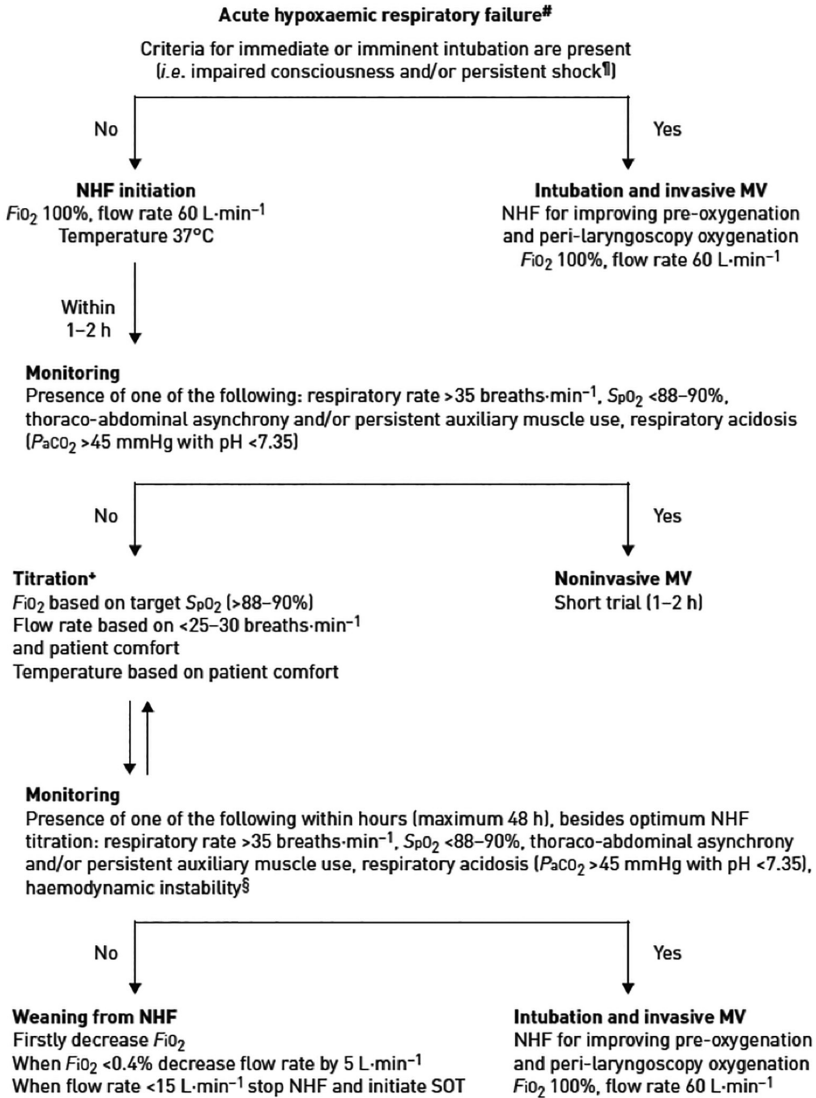 Acute hypoxaemic respiratory failure#
Criteria for immediate or imminent intubation are present
(i.e. impaired consciousness and/or persistent shock¶)
No
Yes
NHF initiation
FiO₂ 100%, flow rate 60 L·min⁻¹
Temperature 37°C
Intubation and invasive MV
NHF for improving pre-oxygenation
and peri-laryngoscopy oxygenation
FiO₂ 100%, flow rate 60 L·min⁻¹
Within
1–2 h
Monitoring
Presence of one of the following: respiratory rate >35 breaths·min⁻¹, SpO₂ <88–90%,
thoraco-abdominal asynchrony and/or persistent auxiliary muscle use, respiratory acidosis
(PaCO₂ >45 mmHg with pH <7.35)
No
Yes
Titration⁺
FiO₂ based on target SpO₂ (>88–90%)
Flow rate based on <25–30 breaths·min⁻¹
and patient comfort
Temperature based on patient comfort
Noninvasive MV
Short trial (1–2 h)
Monitoring
Presence of one of the following within hours (maximum 48 h), besides optimum NHF
titration: respiratory rate >35 breaths·min⁻¹, SpO₂ <88–90%, thoraco-abdominal asynchrony
and/or persistent auxiliary muscle use, respiratory acidosis (PaCO₂ >45 mmHg with pH <7.35),
haemodynamic instability§
No
Yes
Weaning from NHF
Firstly decrease FiO₂
When FiO₂ <0.4% decrease flow rate by 5 L·min⁻¹
When flow rate <15 L·min⁻¹ stop NHF and initiate SOT
Intubation and invasive MV
NHF for improving pre-oxygenation
and peri-laryngoscopy oxygenation
FiO₂ 100%, flow rate 60 L·min⁻¹